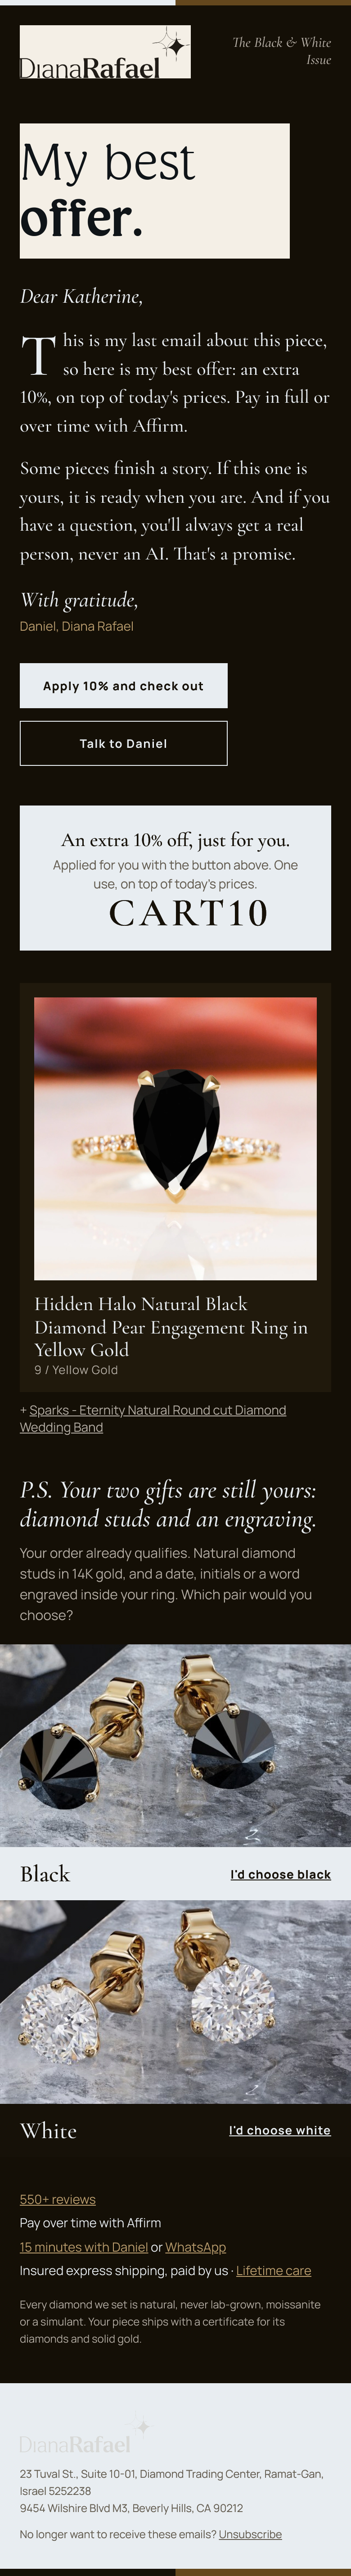 DianaRafael
The Black & White
Issue
My best
offer.
Dear Katherine,
This is my last email about this piece,
so here is my best offer: an extra
10%, on top of today's prices. Pay in full or
over time with Affirm.
Some pieces finish a story. If this one is
yours, it is ready when you are. And if you
have a question, you'll always get a real
person, never an AI. That's a promise.
With gratitude,
Daniel, Diana Rafael
Apply 10% and check out
Talk to Daniel
An extra 10% off, just for you.
Applied for you with the button above. One
use, on top of today's prices.
CART10
Hidden Halo Natural Black
Diamond Pear Engagement Ring in
Yellow Gold
9 / Yellow Gold
+ Sparks - Eternity Natural Round cut Diamond
Wedding Band
P.S. Your two gifts are still yours:
diamond studs and an engraving.
Your order already qualifies. Natural diamond
studs in 14K gold, and a date, initials or a word
engraved inside your ring. Which pair would you
choose?
Black
I'd choose black
White
I'd choose white
550+ reviews
Pay over time with Affirm
15 minutes with Daniel or WhatsApp
Insured express shipping, paid by us · Lifetime care
Every diamond we set is natural, never lab-grown, moissanite
or a simulant. Your piece ships with a certificate for its
diamonds and solid gold.
DianaRafael
23 Tuval St., Suite 10-01, Diamond Trading Center, Ramat-Gan,
Israel 5252238
9454 Wilshire Blvd M3, Beverly Hills, CA 90212
No longer want to receive these emails? Unsubscribe